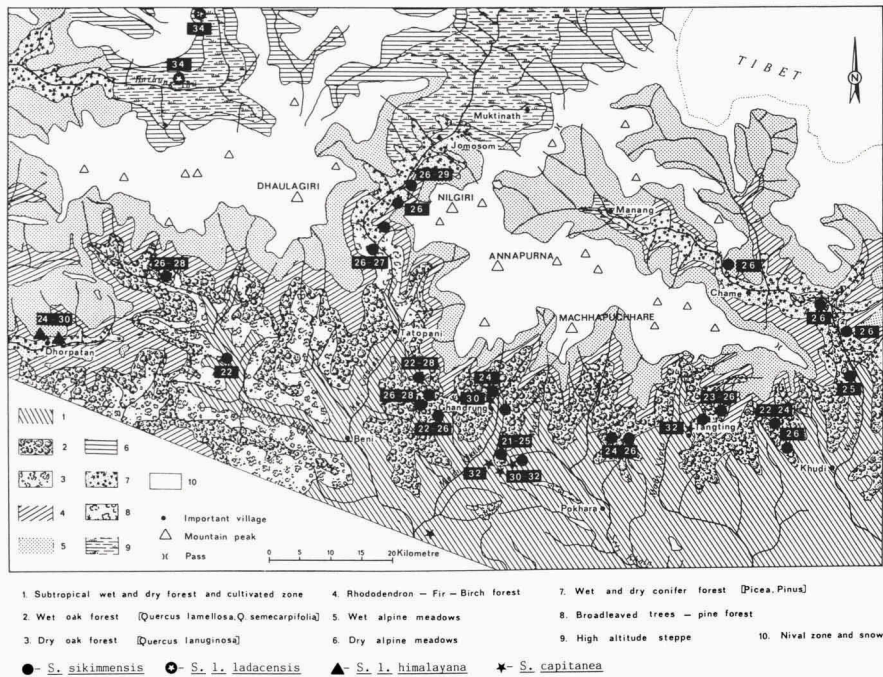 34
TIBET
34
N
Muktinath
Jomosom
26 29
DHAULAGIRI
NILGIRI
26
Manang
26-28
26-27
ANNAPURNA
26
Chame
26
24 30
MACHHAPUCHHARE
Dhorpatan
Tatopani
26
22
22-28
24
25
26 28
30
23-26
handrung
22-24
22 26
32
Tangting
1
6
21-25
26
Beni
24 26
2
7
10
32
30-32
Khudi
3
8
Important village
Pokhara
4
Mountain peak
Pass
5
9
0 5 10 20 Kilometre
1. Subtropical wet and dry forest and cultivated zone
4. Rhododendron – Fir – Birch forest
7. Wet and dry conifer forest [Picea, Pinus]
2. Wet oak forest [Quercus lamellosa, Q. semecarpifolia]
5. Wet alpine meadows
8. Broadleaved trees – pine forest
3. Dry oak forest [Quercus lanuginosa]
6. Dry alpine meadows
9. High altitude steppe
10. Nival zone and snow
- S. sikimmensis
- S. l. ladacensis
- S. l. himalayana
- S. capitanea